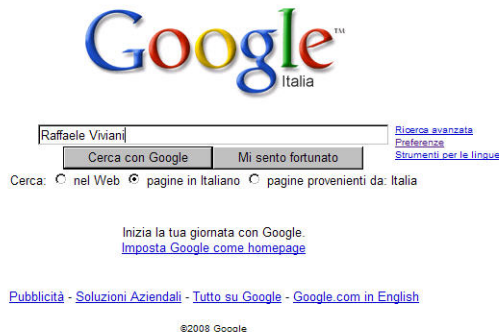 Google™
Italia
Raffaele Viviani
Ricerca avanzata
Preferenze
Strumenti per le lingue
Cerca con Google Mi sento fortunato
Cerca: nel Web pagine in Italiano pagine provenienti da: Italia
Inizia la tua giornata con Google.
Imposta Google come homepage
Pubblicità - Soluzioni Aziendali - Tutto su Google - Google.com in English
©2008 Google